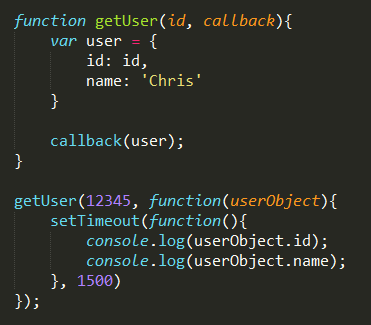 function getUser(id, callback){
    var user = {
        id: id,
        name: 'Chris'
    }

    callback(user);
}

getUser(12345, function(userObject){
    setTimeout(function(){
        console.log(userObject.id);
        console.log(userObject.name);
    }, 1500)
});